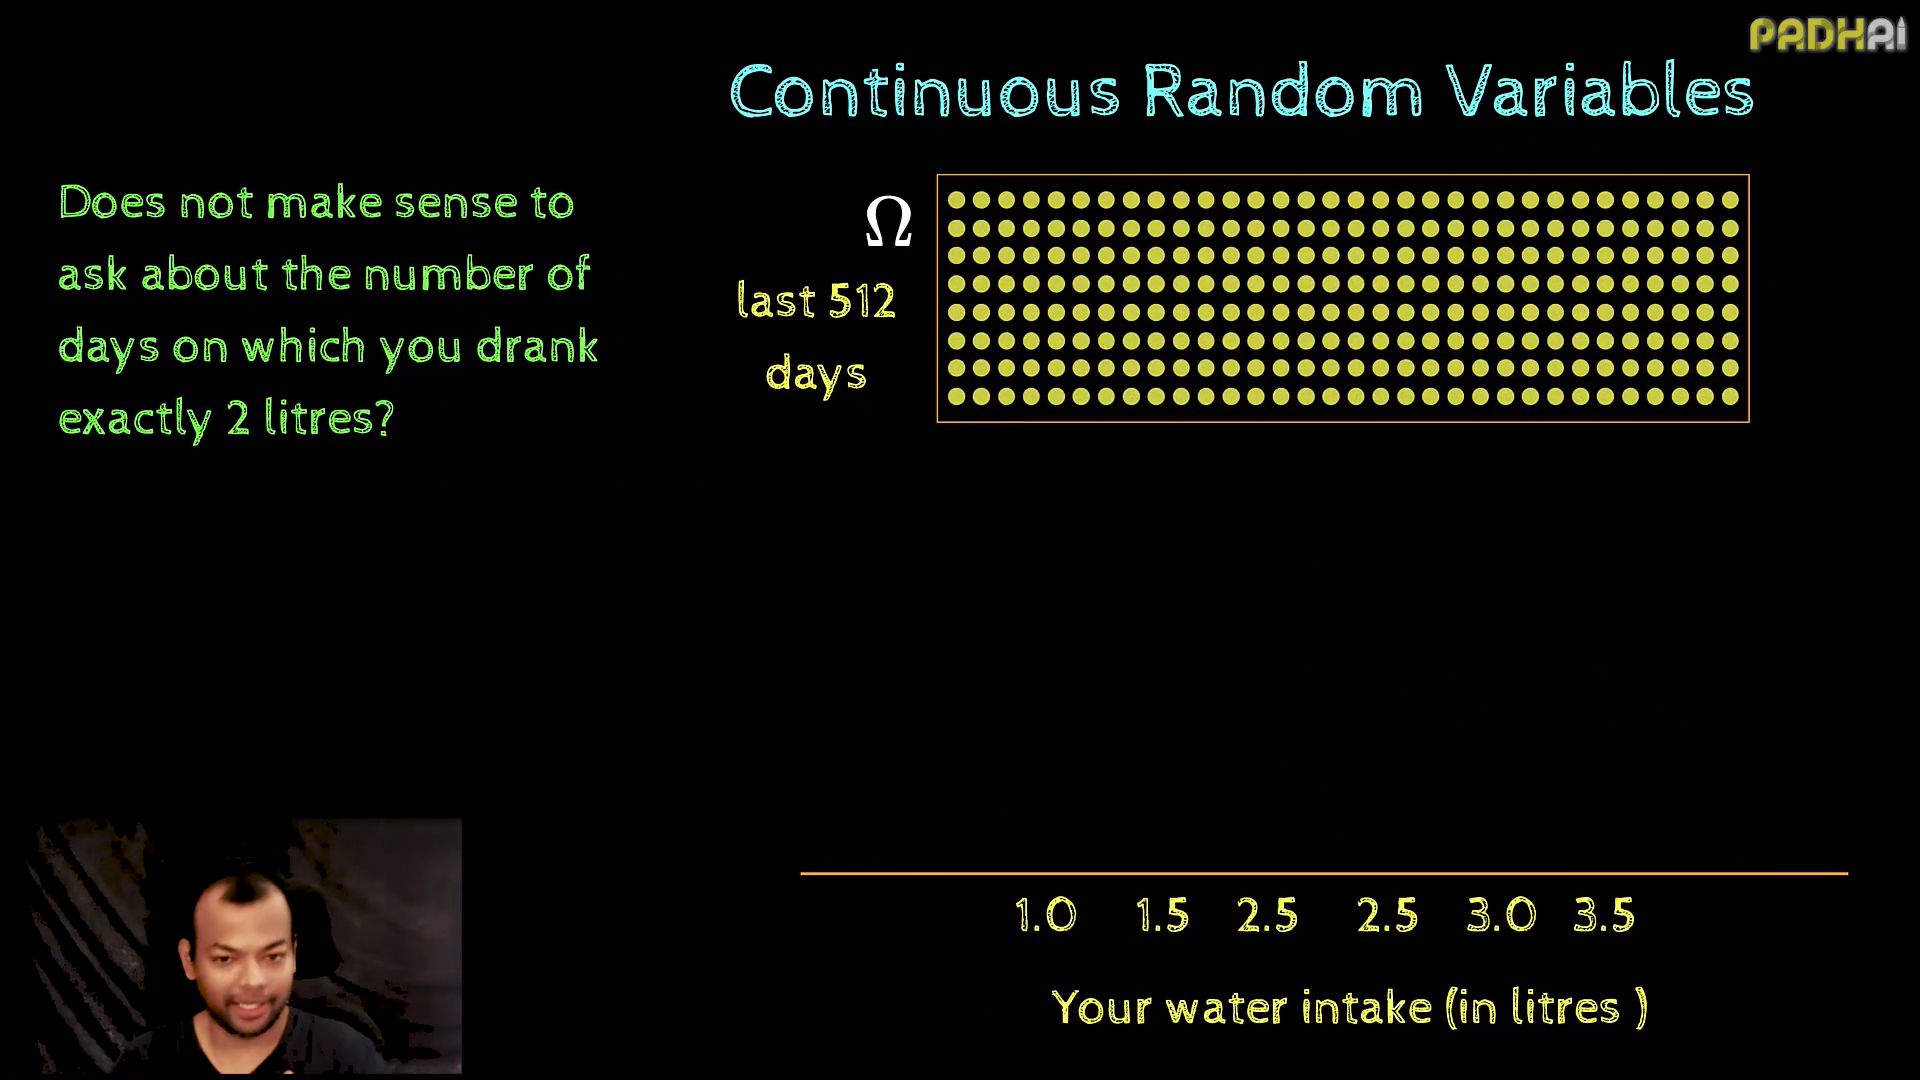 PADHAI
Continuous Random Variables
Does not make sense to
ask about the number of
days on which you drank
exactly 2 litres?
Ω
last 512
days
1.0 1.5 2.5 2.5 3.0 3.5
Your water intake (in litres )